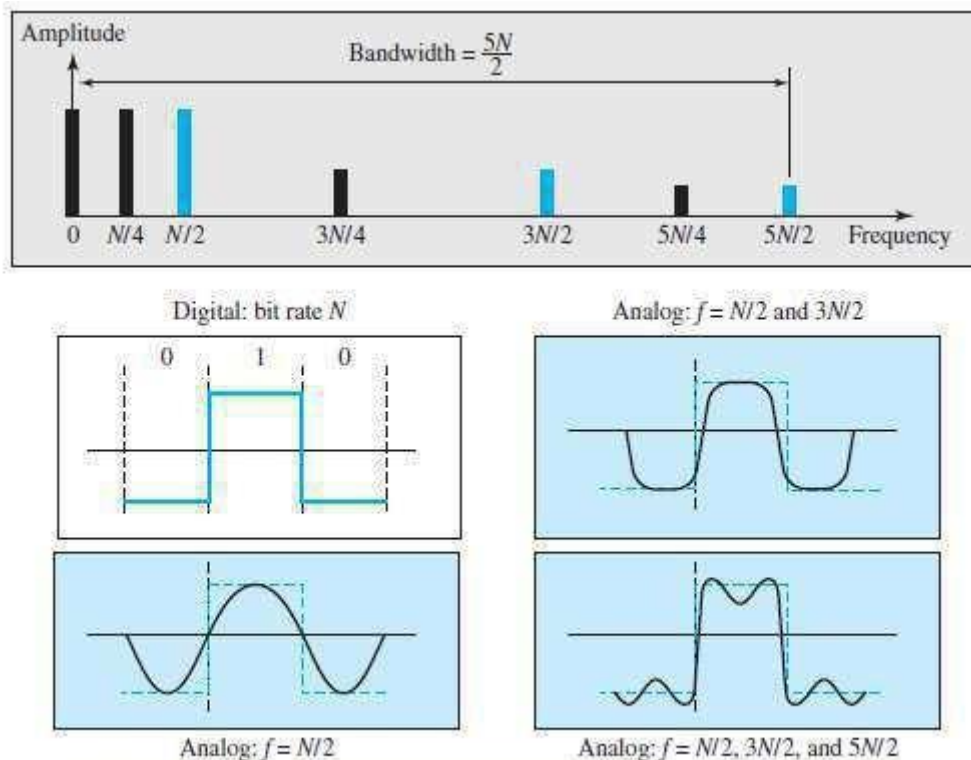 Amplitude
Bandwidth = 5N/2
0 N/4 N/2 3N/4 3N/2 5N/4 5N/2 Frequency
Digital: bit rate N
0 1 0
Analog: f = N/2 and 3N/2
Analog: f = N/2
Analog: f = N/2, 3N/2, and 5N/2